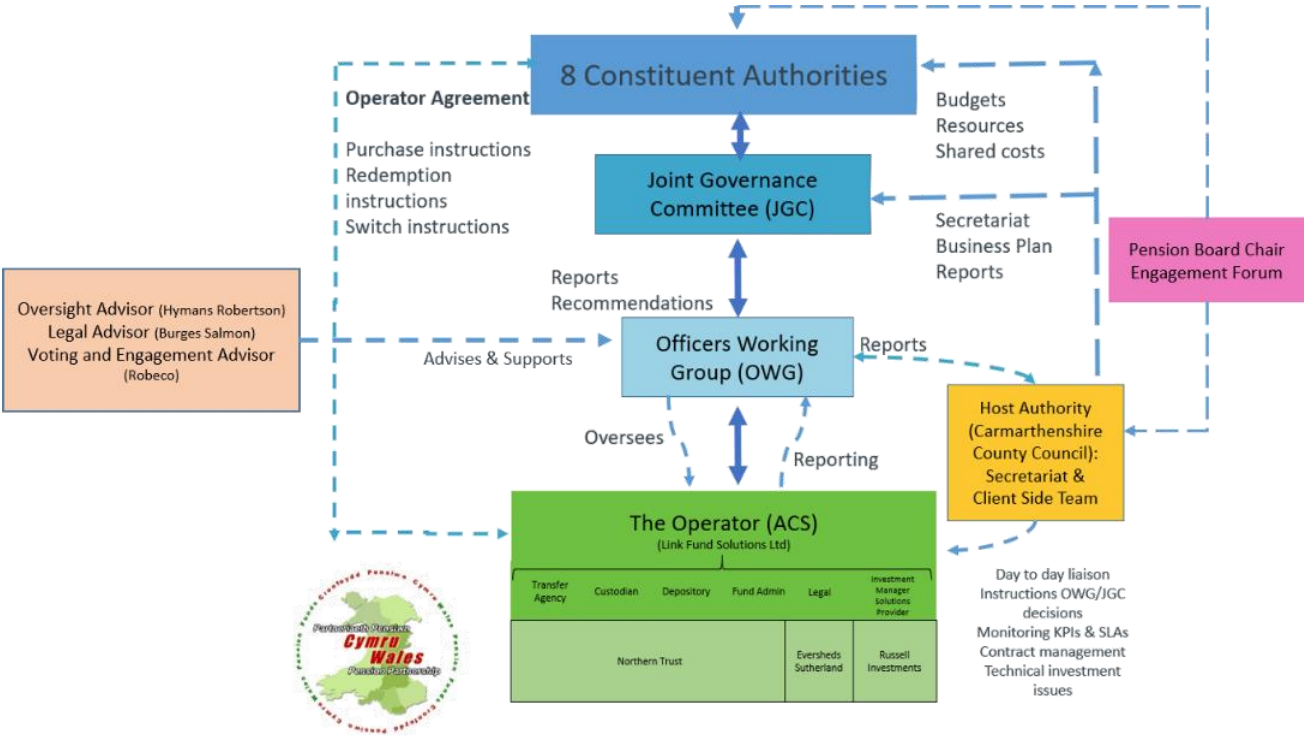 8 Constituent Authorities
Operator Agreement
Purchase instructions
Redemption
instructions
Switch instructions
Budgets
Resources
Shared costs
Joint Governance
Committee (JGC)
Secretariat
Business Plan
Reports
Pension Board Chair
Engagement Forum
Oversight Advisor (Hymans Robertson)
Legal Advisor (Burges Salmon)
Voting and Engagement Advisor
(Robeco)
Reports
Recommendations
Advises & Supports
Officers Working
Group (OWG)
Reports
Host Authority
(Carmarthenshire
County Council):
Secretariat &
Client Side Team
Oversees
Reporting
The Operator (ACS)
(Link Fund Solutions Ltd)
Transfer
Agency
Custodian
Depository
Fund Admin
Legal
Investment
Manager
Solutions
Provider
Northern Trust
Eversheds
Sutherland
Russell
Investments
Day to day liaison
Instructions OWG/JGC
decisions
Monitoring KPIs & SLAs
Contract management
Technical investment
issues
Partneriaeth Pensiwn
Cymru
Wales
Pension Partnership